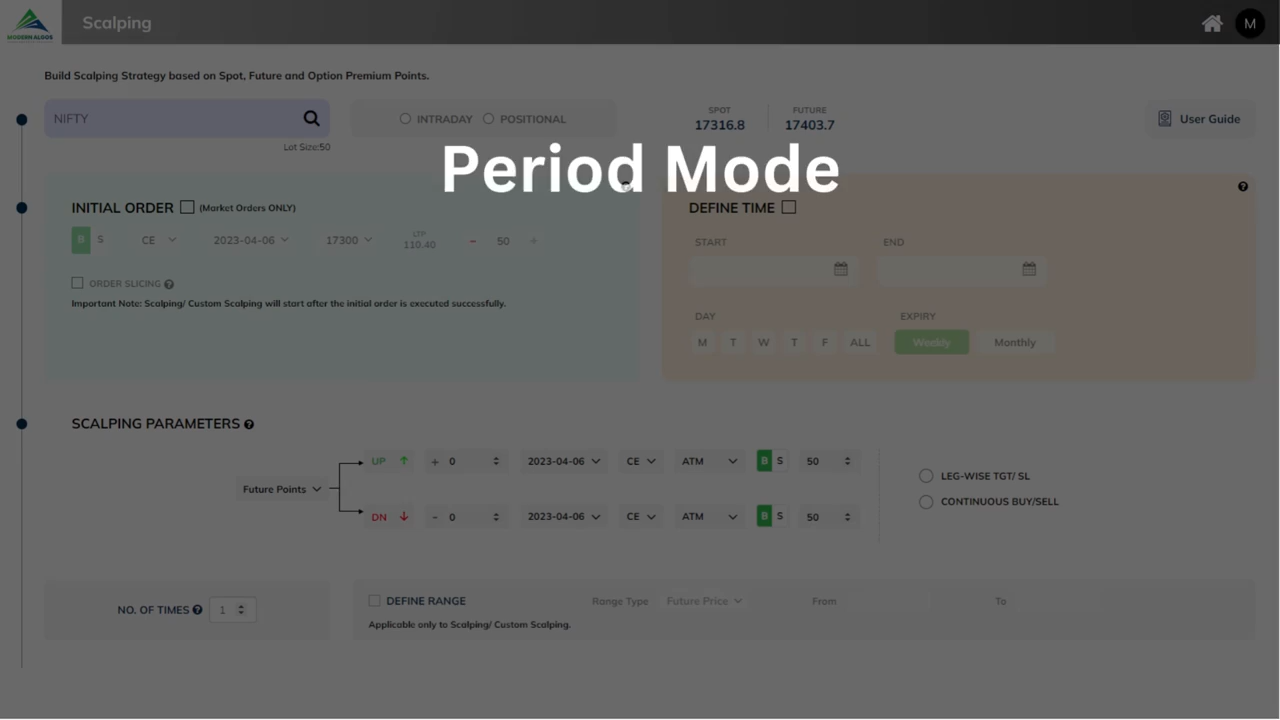 MODERN ALGOS
Scalping
M
Build Scalping Strategy based on Spot, Future and Option Premium Points.
NIFTY
INTRADAY POSITIONAL
SPOT
17316.8
FUTURE
17403.7
User Guide
Lot Size:50
Period Mode
INITIAL ORDER (Market Orders ONLY)
B S CE 2023-04-06 17300 LTP 110.40 - 50 +
ORDER SLICING ?
Important Note: Scalping/ Custom Scalping will start after the initial order is executed successfully.
?
DEFINE TIME
START END
DAY EXPIRY
M T W T F ALL Weekly Monthly
SCALPING PARAMETERS ?
Future Points
UP + 0 2023-04-06 CE ATM B S 50
DN - 0 2023-04-06 CE ATM B S 50
LEG-WISE TGT/ SL
CONTINUOUS BUY/SELL
NO. OF TIMES ? 1
DEFINE RANGE Range Type Future Price From To
Applicable only to Scalping/ Custom Scalping.